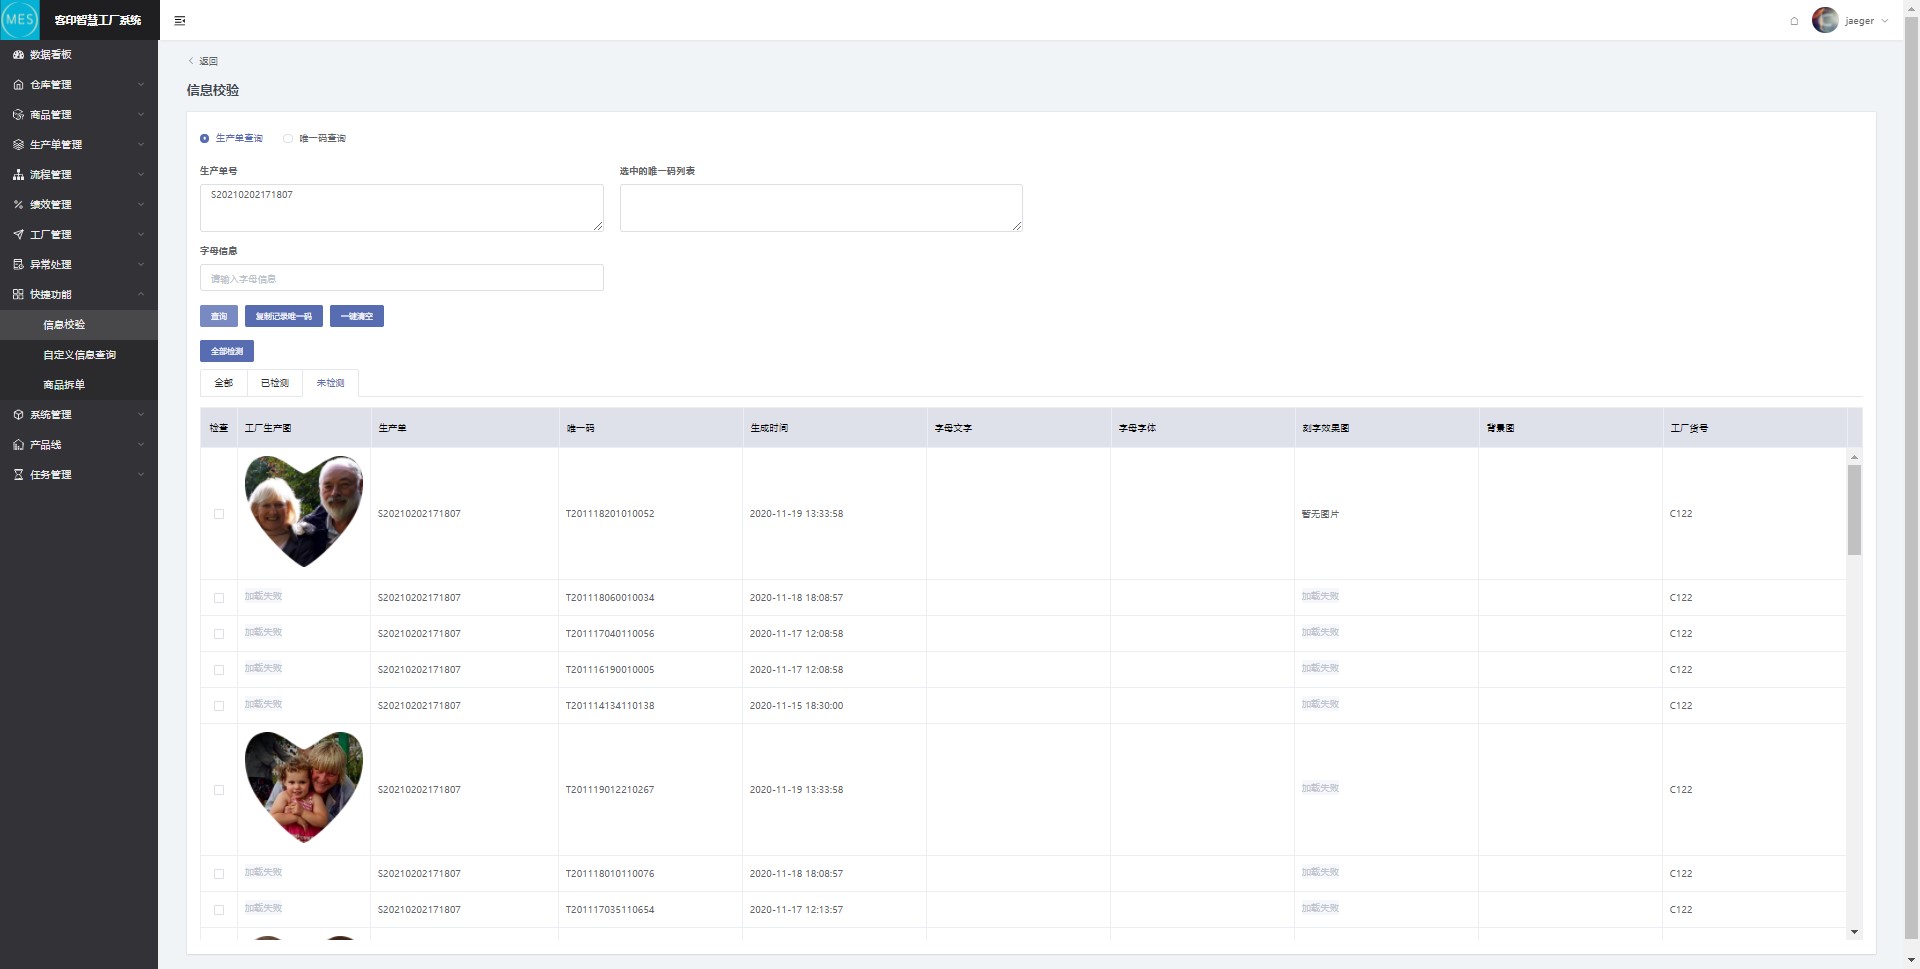 MES 客印智慧工厂系统
jaeger
数据看板
仓库管理
商品管理
生产单管理
流程管理
绩效管理
工厂管理
异常处理
快捷功能
信息校验
自定义信息查询
商品拆单
系统管理
产品线
任务管理
返回
信息校验
生产单查询 唯一码查询
生产单号 选中的唯一码列表
S20210202171807
字母信息
请输入字母信息
查询 复制记录唯一码 一键清空
全部检测
全部 已检测 未检测
检查 工厂生产图 生产单 唯一码 生成时间 字母文字 字母字体 刻字效果图 背景图 工厂货号
S20210202171807 T201118201010052 2020-11-19 13:33:58 暂无图片 C122
加载失败 S20210202171807 T201118060010034 2020-11-18 18:08:57 加载失败 C122
加载失败 S20210202171807 T201117040110056 2020-11-17 12:08:58 加载失败 C122
加载失败 S20210202171807 T201116190010005 2020-11-17 12:08:58 加载失败 C122
加载失败 S20210202171807 T201114134110138 2020-11-15 18:30:00 加载失败 C122
S20210202171807 T201119012210267 2020-11-19 13:33:58 加载失败 C122
加载失败 S20210202171807 T201118010110076 2020-11-18 18:08:57 加载失败 C122
加载失败 S20210202171807 T201117035110654 2020-11-17 12:13:57 加载失败 C122